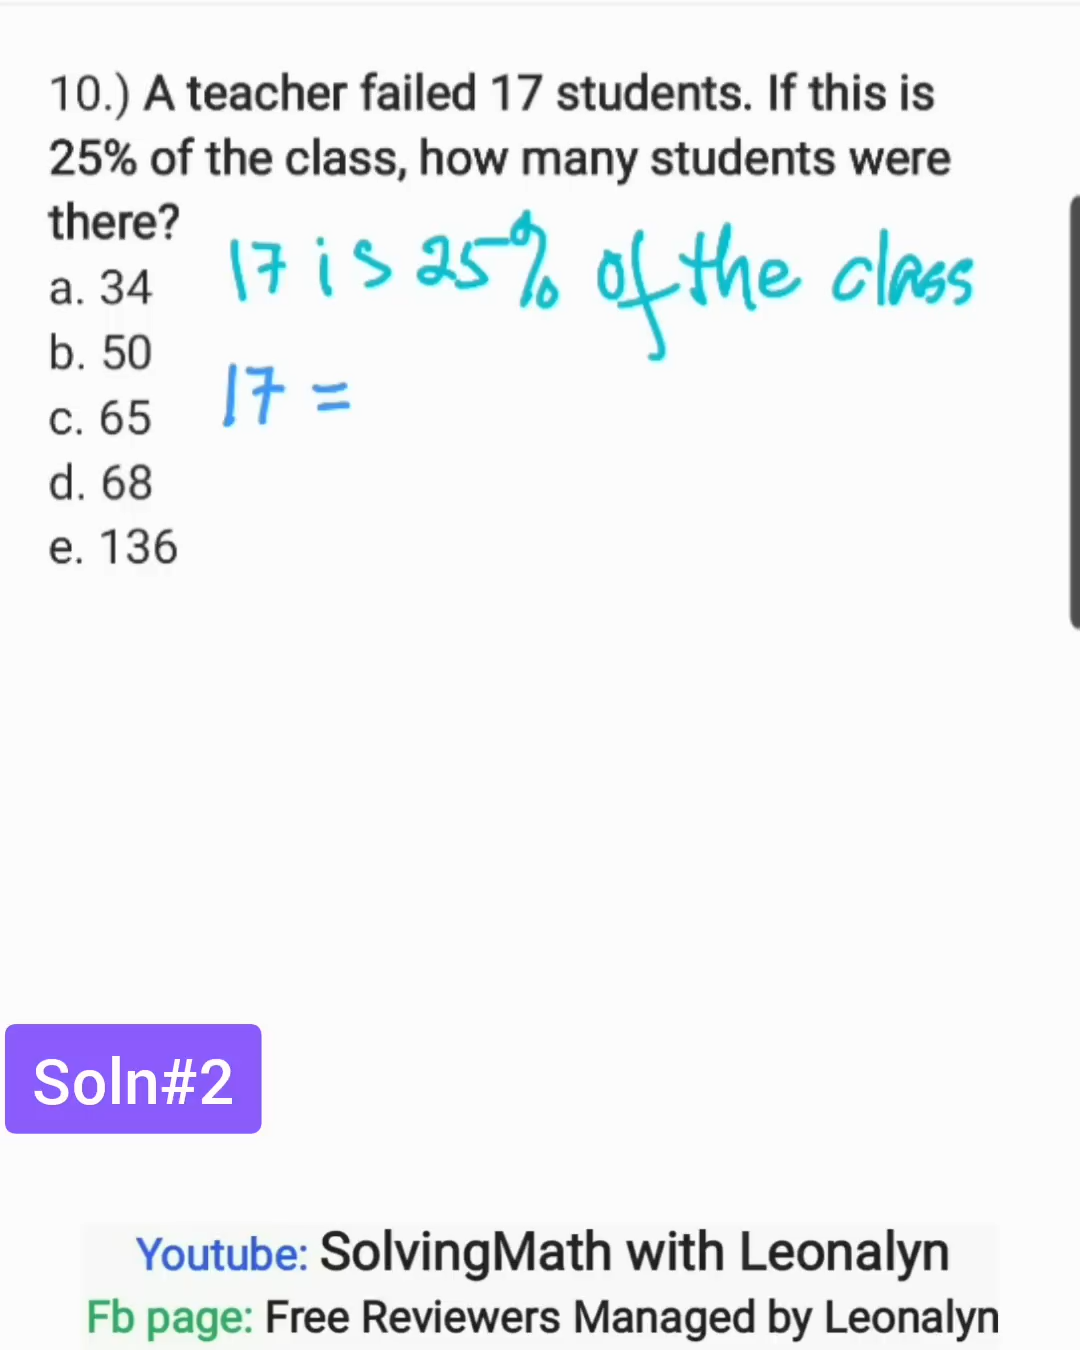 10.) A teacher failed 17 students. If this is
25% of the class, how many students were
there?
17 is 25% of the class
a. 34
b. 50
17 =
c. 65
d. 68
e. 136
Soln#2
Youtube: SolvingMath with Leonalyn
Fb page: Free Reviewers Managed by Leonalyn